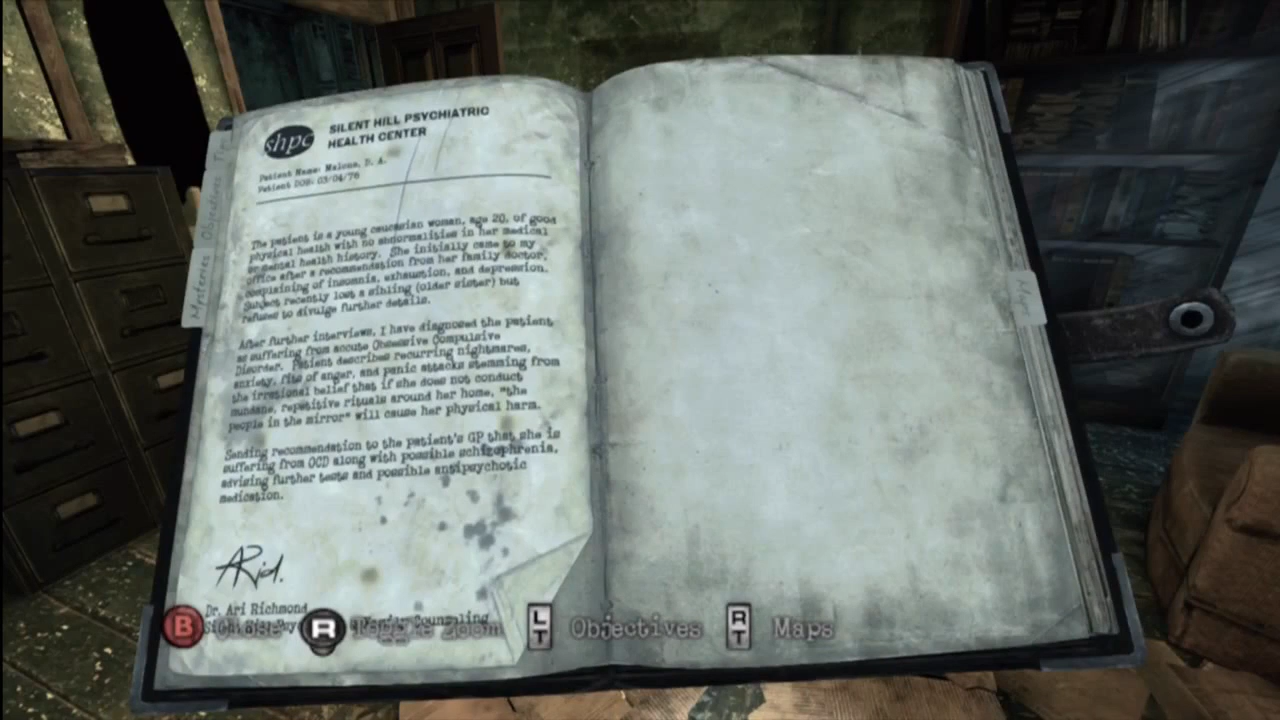 shpc
SILENT HILL PSYCHIATRIC
HEALTH CENTER
Patient Name: Malone, D. A.
Patient DOB: 03/04/76
The patient is a young caucasian woman, age 20, of good
physical health with no abnormalities in her medical
or mental health history. She initially came to my
office after a recommendation from her family doctor,
complaining of insomnia, exhaustion, and depression.
Subject recently lost a sibling (older sister) but
refuses to divulge further details.
After further interviews, I have diagnosed the patient
as suffering from accute Obsessive Compulsive
Disorder. Patient describes recurring nightmares,
anxiety, fits of anger, and panic attacks stemming from
the irrational belief that if she does not conduct
mundane, repetitive rituals around her home, "the
people in the mirror" will cause her physical harm.
Sending recommendation to the patient's GP that she is
suffering from OCD along with possible schizophrenia,
advising further tests and possible antipsychotic
medication.
Dr. Ari Richmond
Counseling
B R Toggle Zoom LT Objectives RT Maps
Mysteries Objectives